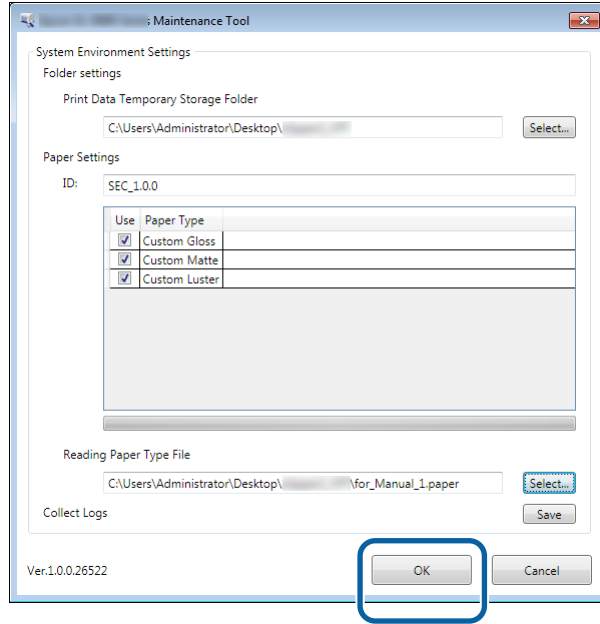 ; Maintenance Tool
System Environment Settings
Folder settings
Print Data Temporary Storage Folder
C:\Users\Administrator\Desktop\
Select...
Paper Settings
ID:
SEC_1.0.0
Use Paper Type
Custom Gloss
Custom Matte
Custom Luster
Reading Paper Type File
C:\Users\Administrator\Desktop\ \for_Manual_1.paper
Select...
Collect Logs
Save
Ver.1.0.0.26522
OK
Cancel